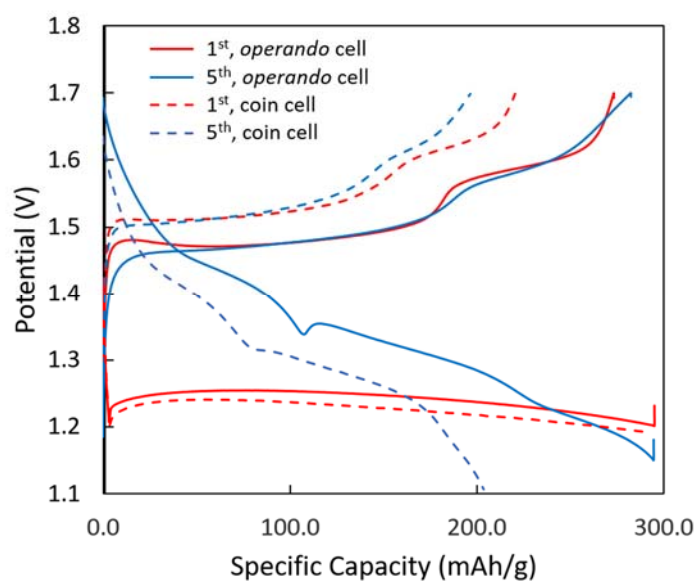 1.8
1.7
1.6
1.5
1.4
1.3
1.2
1.1
Potential (V)
1st, operando cell
5th, operando cell
1st, coin cell
5th, coin cell
0.0 100.0 200.0 300.0
Specific Capacity (mAh/g)